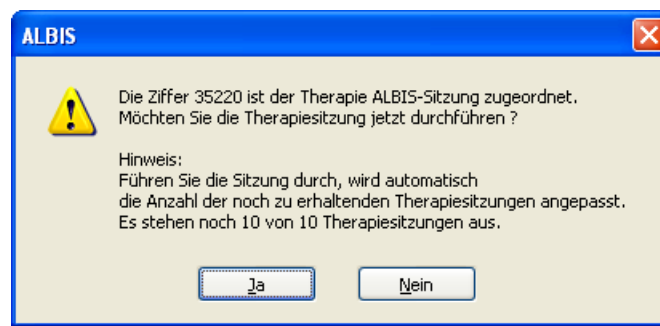 ALBIS
Die Ziffer 35220 ist der Therapie ALBIS-Sitzung zugeordnet.
Möchten Sie die Therapiesitzung jetzt durchführen ?
Hinweis:
Führen Sie die Sitzung durch, wird automatisch
die Anzahl der noch zu erhaltenden Therapiesitzungen angepasst.
Es stehen noch 10 von 10 Therapiesitzungen aus.
Ja
Nein